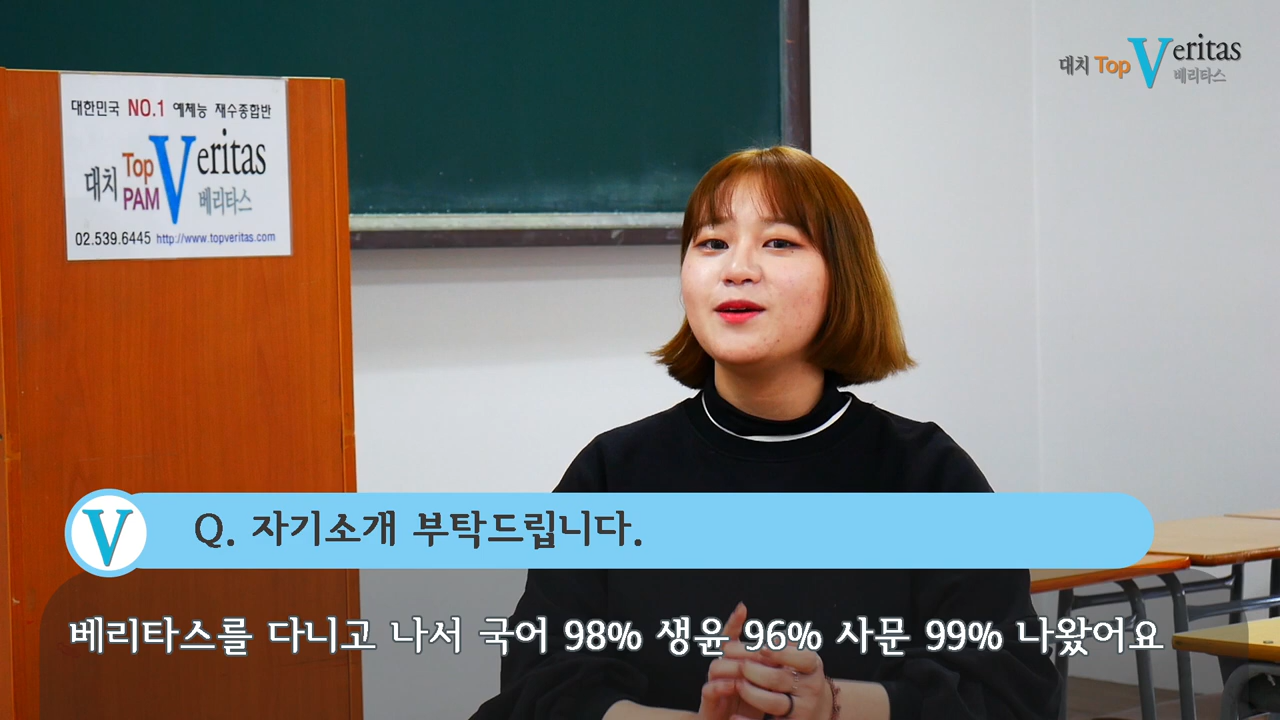 대한민국 NO.1 예체능 재수종합반
대치 Top PAM Veritas 베리타스
02.539.6445 http://www.topveritas.com
대치 Top Veritas 베리타스
V Q. 자기소개 부탁드립니다.
베리타스를 다니고 나서 국어 98% 생윤 96% 사문 99% 나왔어요